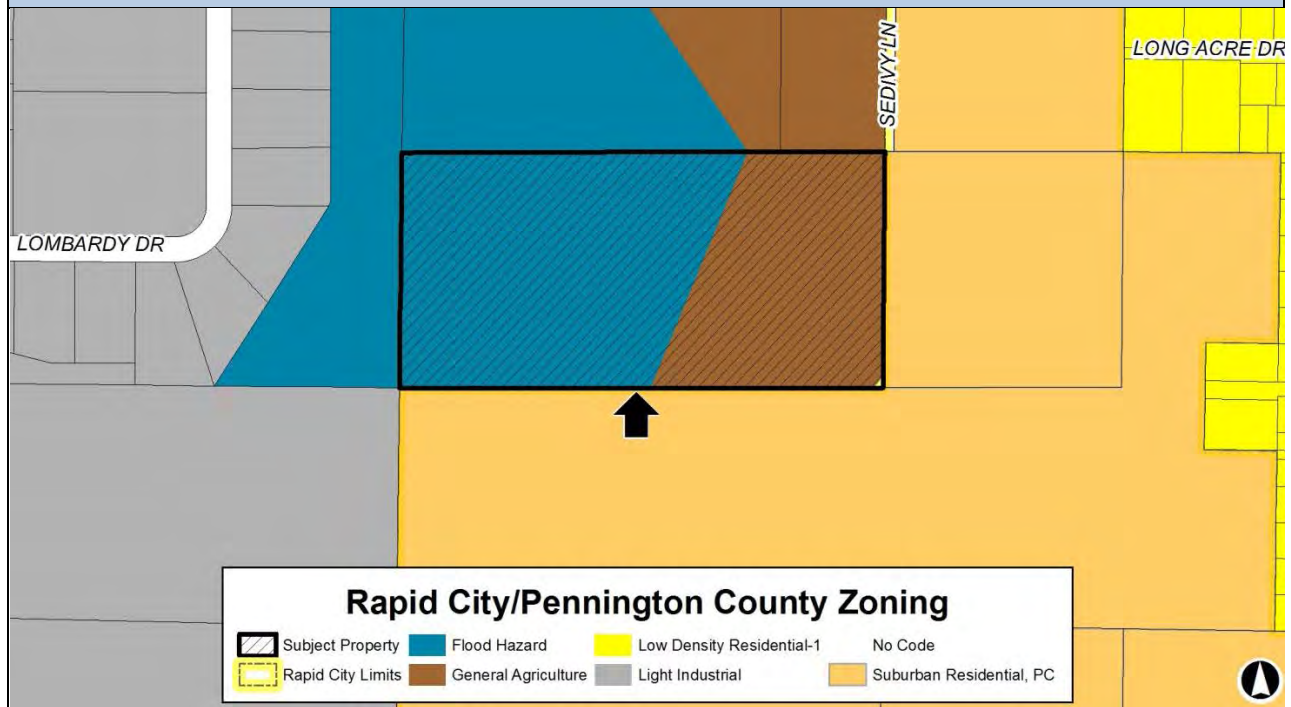 SEDIVY LN
LONG ACRE DR
LOMBARDY DR
Rapid City/Pennington County Zoning
Subject Property Flood Hazard Low Density Residential-1 No Code
Rapid City Limits General Agriculture Light Industrial Suburban Residential, PC